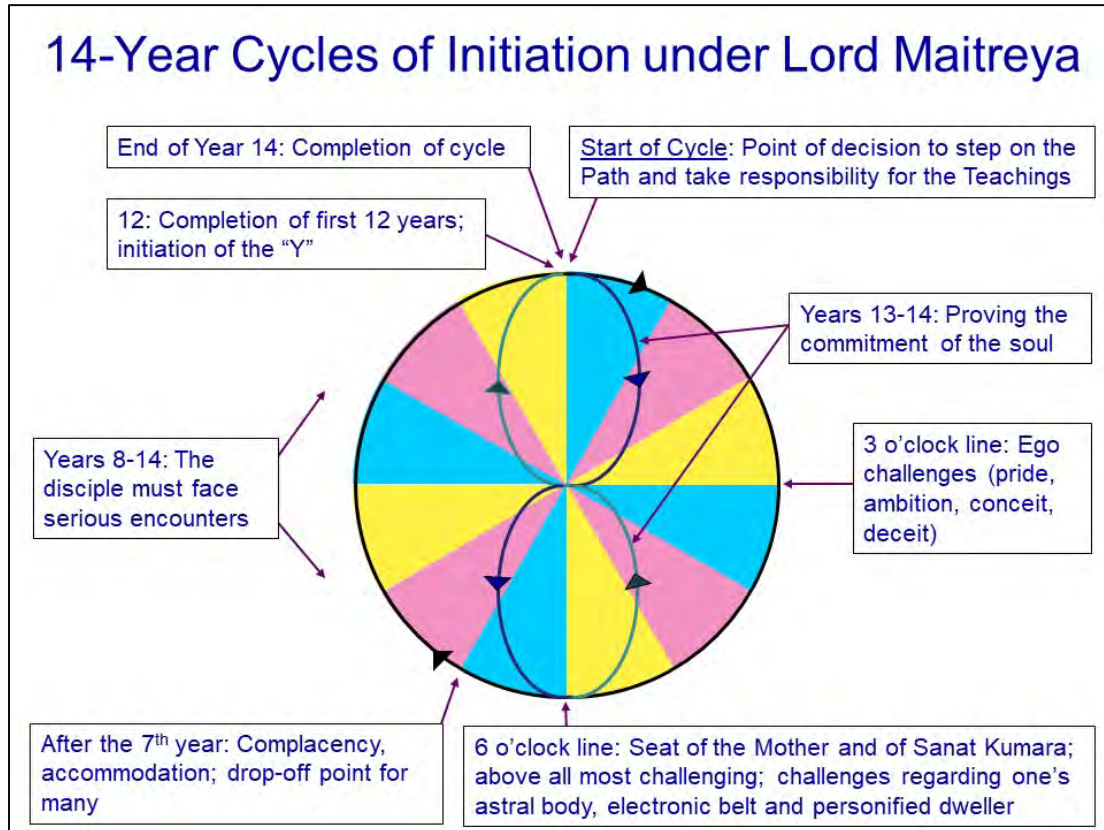 14-Year Cycles of Initiation under Lord Maitreya
End of Year 14: Completion of cycle
Start of Cycle: Point of decision to step on the
Path and take responsibility for the Teachings
12: Completion of first 12 years;
initiation of the “Y”
Years 13-14: Proving the
commitment of the soul
Years 8-14: The
disciple must face
serious encounters
3 o’clock line: Ego
challenges (pride,
ambition, conceit,
deceit)
After the 7th year: Complacency,
accommodation; drop-off point for
many
6 o’clock line: Seat of the Mother and of Sanat Kumara;
above all most challenging; challenges regarding one’s
astral body, electronic belt and personified dweller